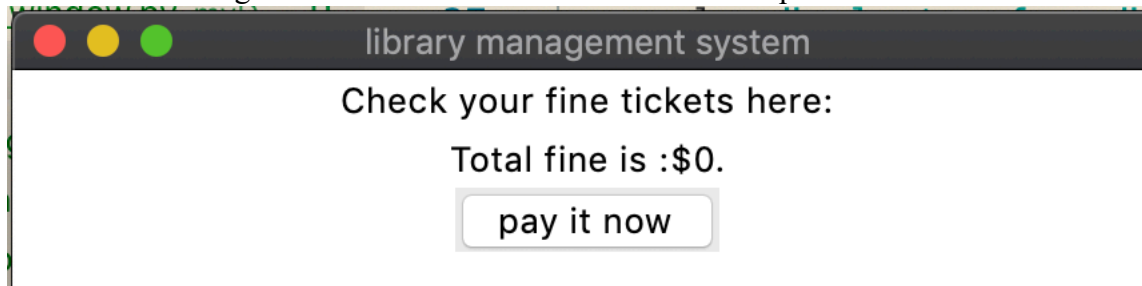 library management system
Check your fine tickets here:
Total fine is :$0.
pay it now